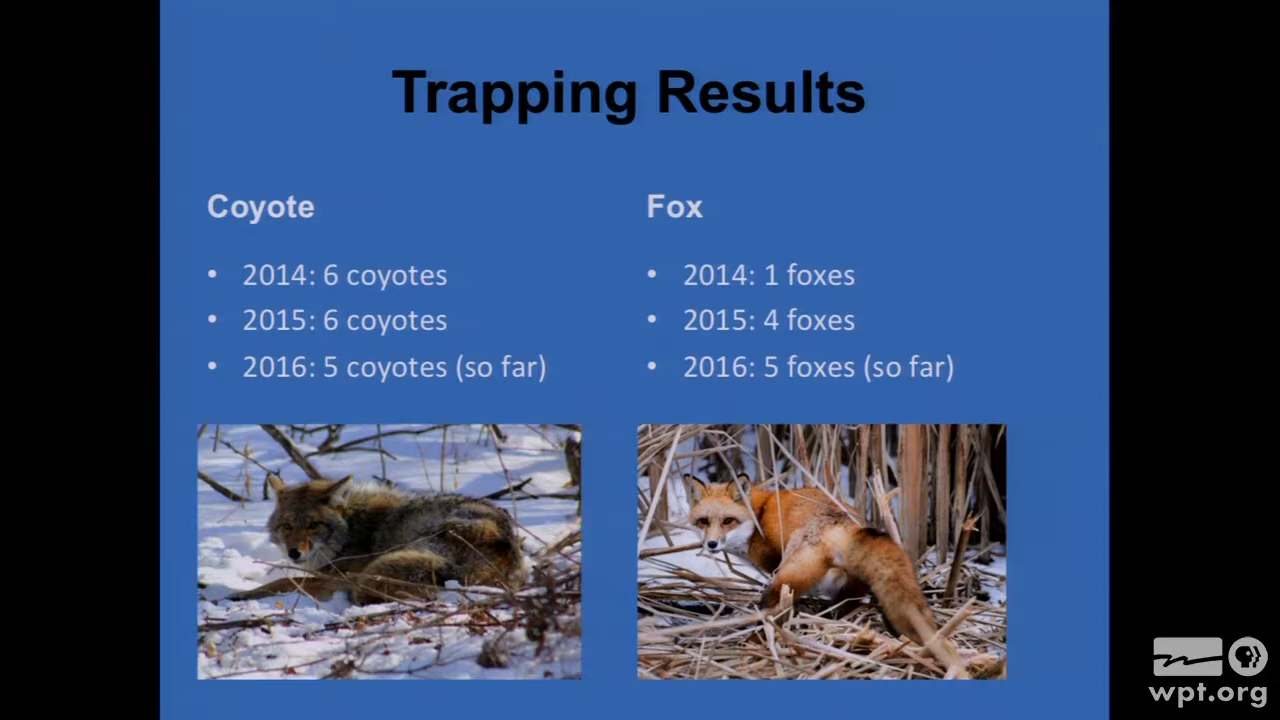 Trapping Results
Coyote
• 2014: 6 coyotes
• 2015: 6 coyotes
• 2016: 5 coyotes (so far)
Fox
• 2014: 1 foxes
• 2015: 4 foxes
• 2016: 5 foxes (so far)
wpt.org